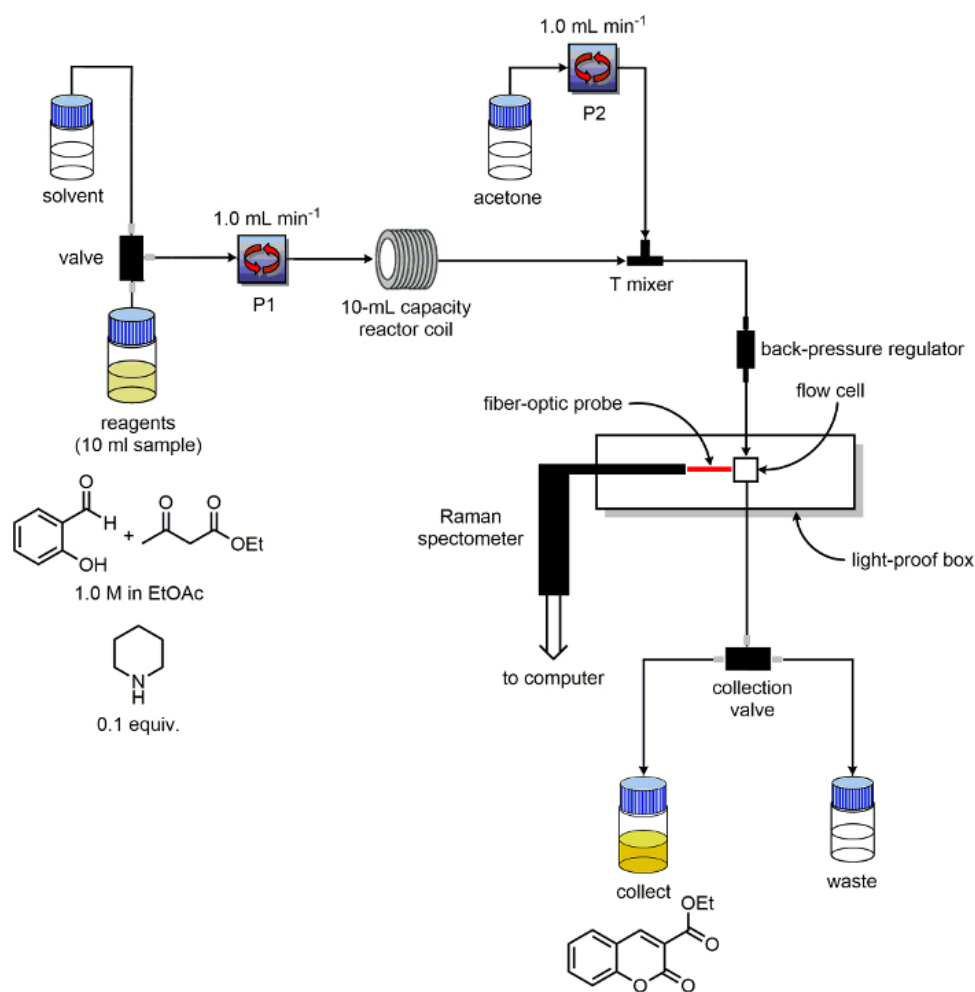 1.0 mL min⁻¹
P2
solvent
acetone
1.0 mL min⁻¹
valve
P1
10-mL capacity
reactor coil
T mixer
back-pressure regulator
reagents
(10 ml sample)
fiber-optic probe
flow cell
O
H
OH
+
O
O
OEt
1.0 M in EtOAc
Raman
spectometer
light-proof box
N
H
0.1 equiv.
to computer
collection
valve
collect
waste
OEt
O
O
O